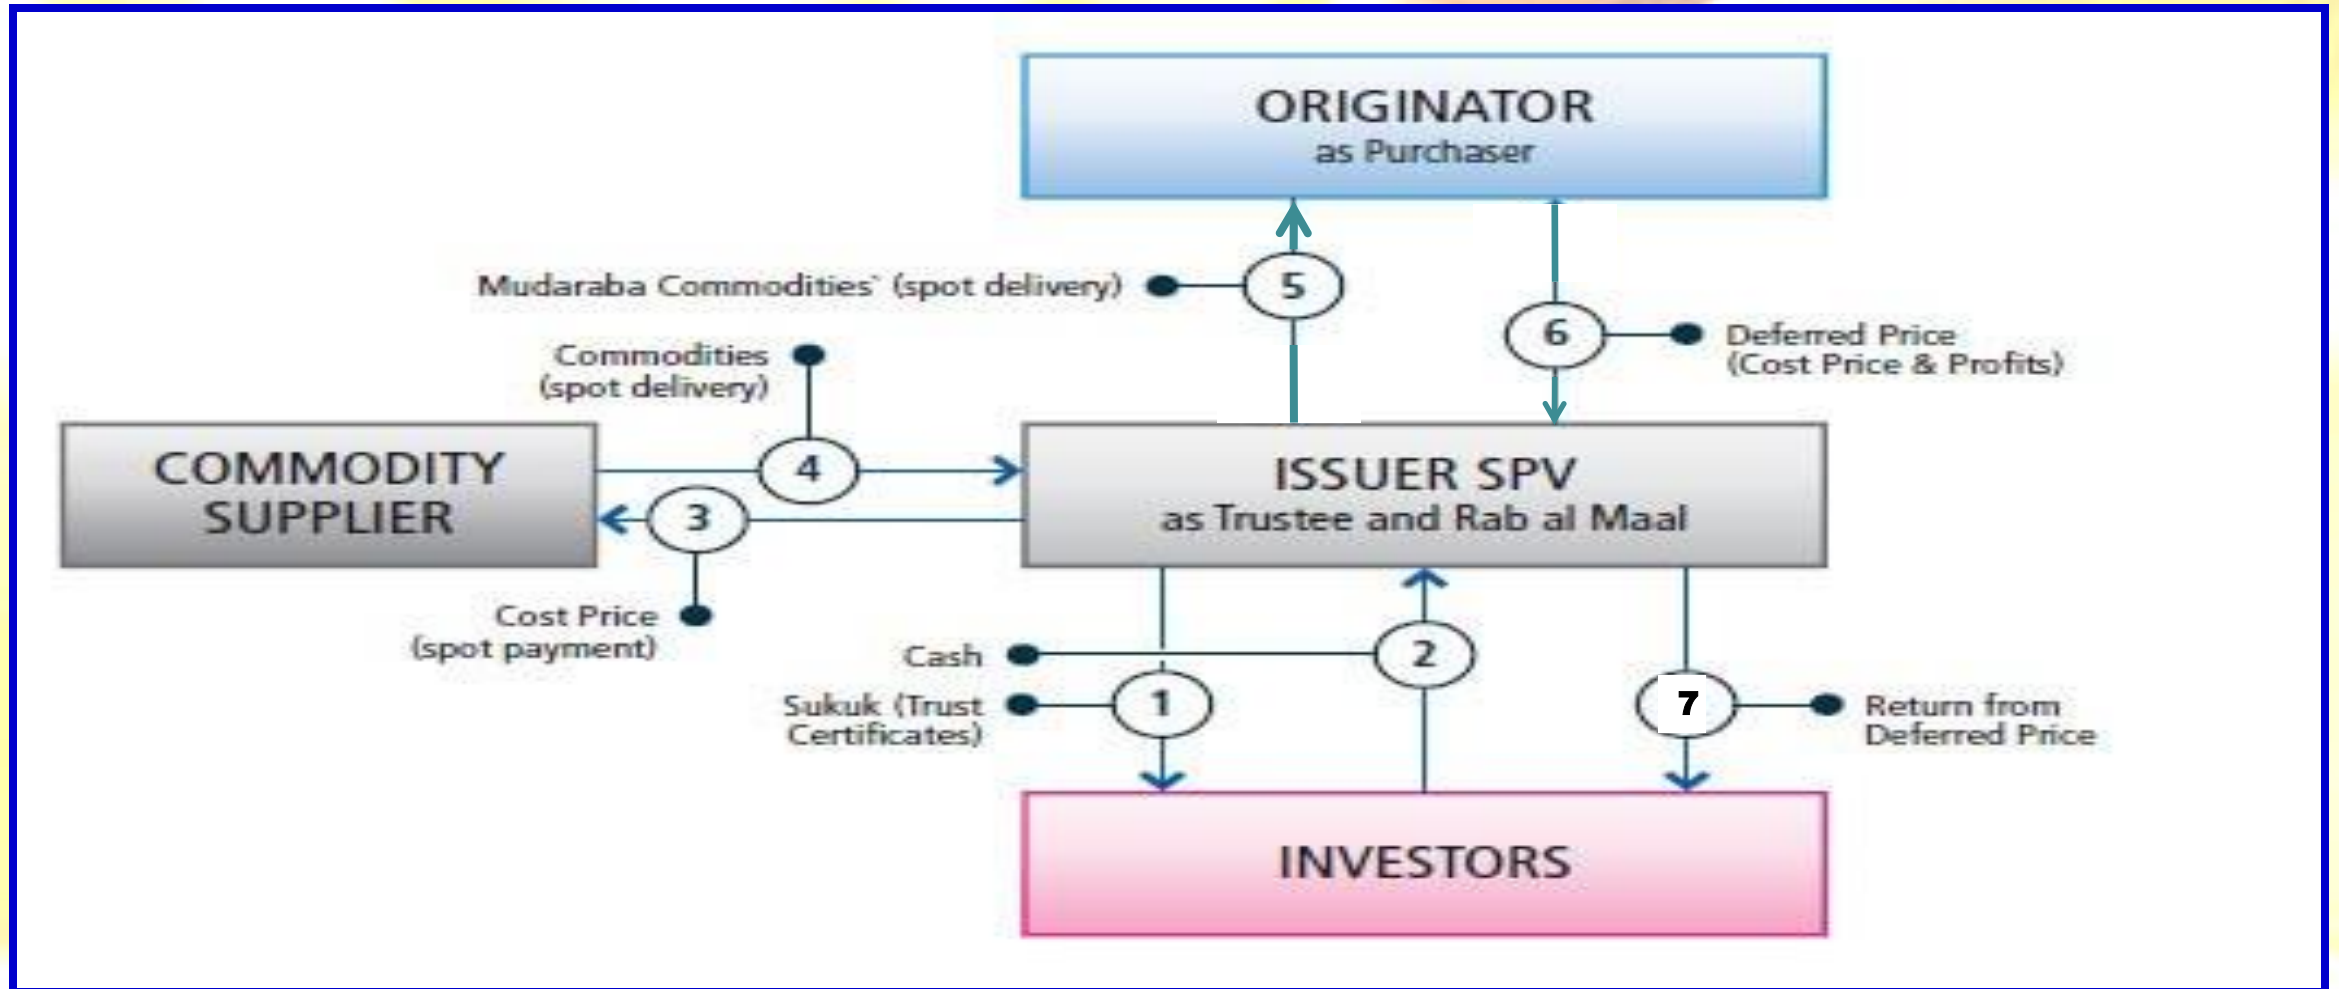 ORIGINATOR
as Purchaser
5
Mudaraba Commodities` (spot delivery)
6
Deferred Price
(Cost Price & Profits)
Commodities
(spot delivery)
COMMODITY
SUPPLIER
4
3
ISSUER SPV
as Trustee and Rab al Maal
Cost Price
(spot payment)
Cash
2
Sukuk (Trust
Certificates)
1
7
Return from
Deferred Price
INVESTORS